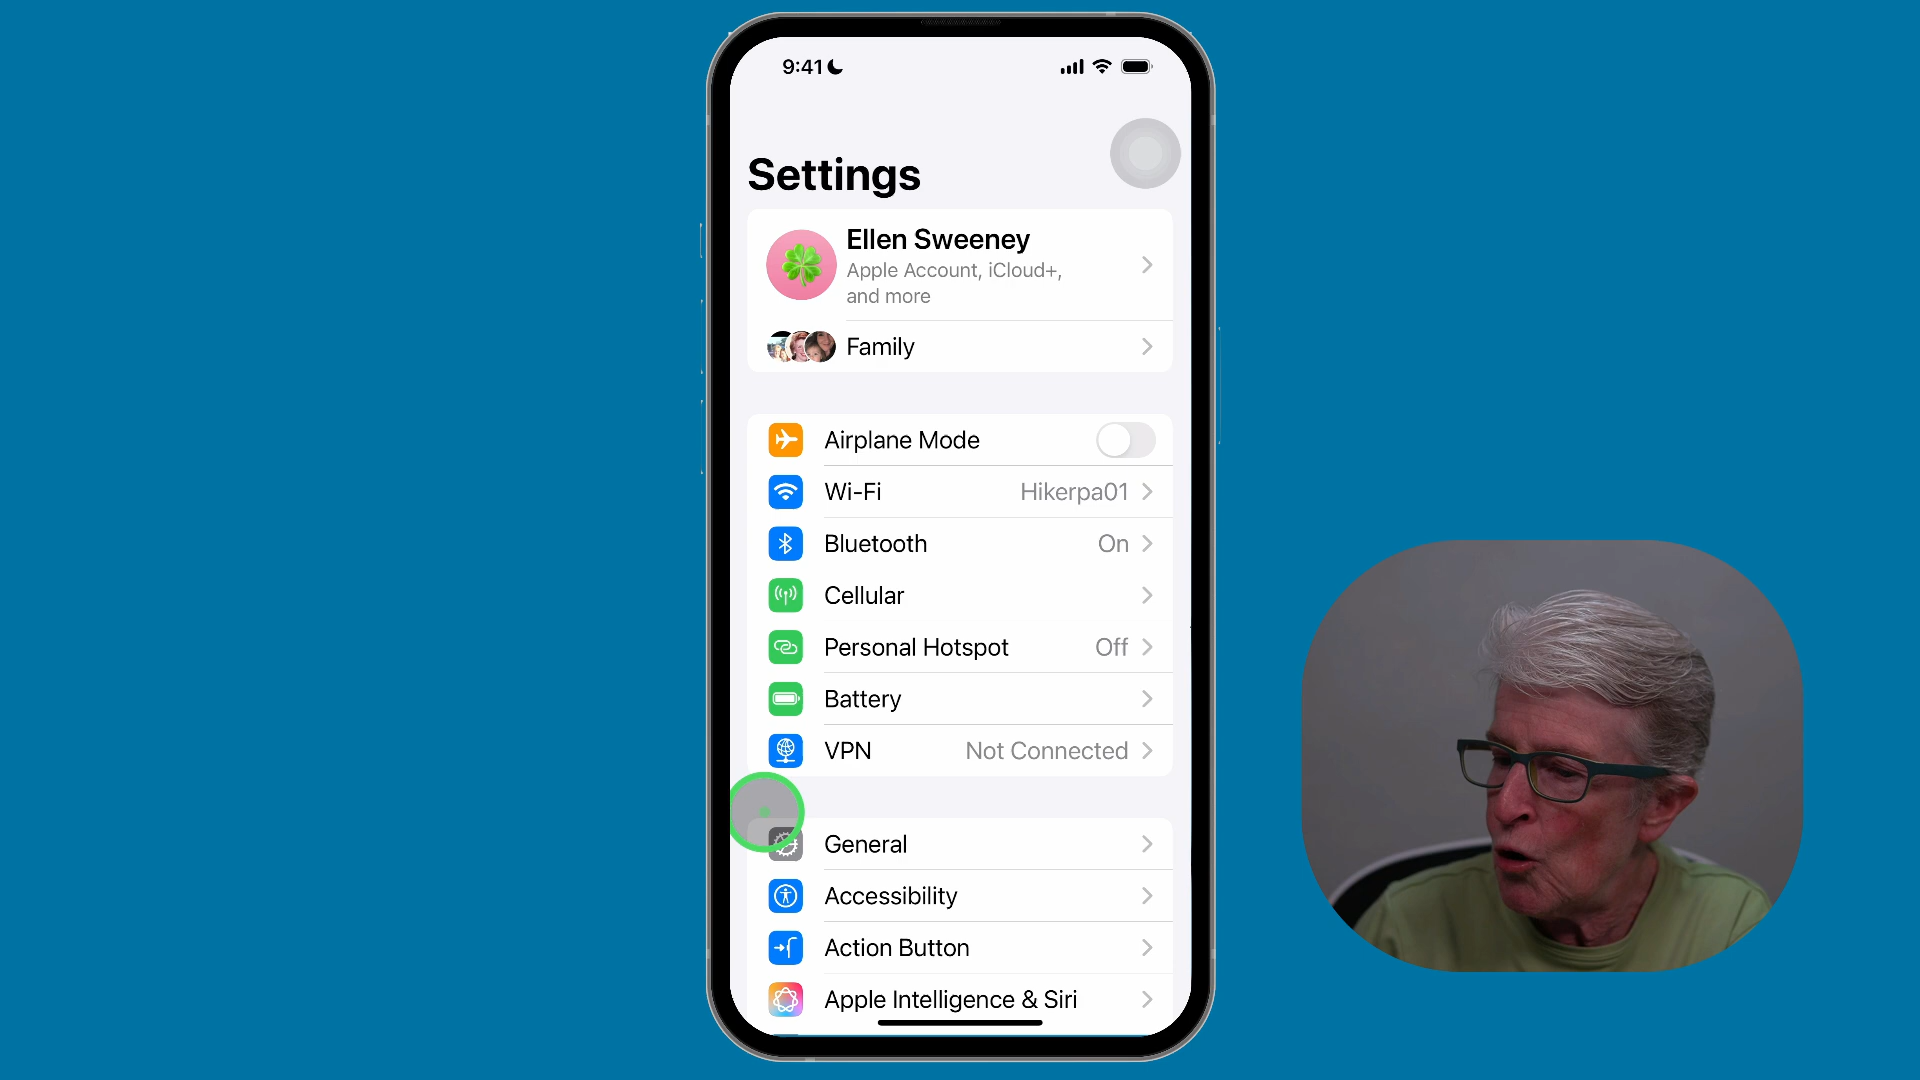 9:41
Settings
Ellen Sweeney
Apple Account, iCloud+,
and more
Family
Airplane Mode
Wi-Fi Hikerpa01
Bluetooth On
Cellular
Personal Hotspot Off
Battery
VPN Not Connected
General
Accessibility
Action Button
Apple Intelligence & Siri